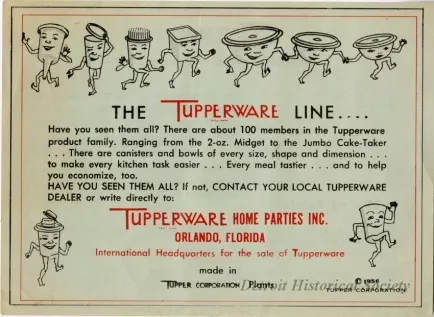 THE TUPPERWARE LINE....
Have you seen them all? There are about 100 members in the Tupperware
product family. Ranging from the 2-oz. Midget to the Jumbo Cake-Taker
. . . There are canisters and bowls of every size, shape and dimension . . .
to make every kitchen task easier . . . Every meal tastier . . . and to help
you economize, too.
HAVE YOU SEEN THEM ALL? If not, CONTACT YOUR LOCAL TUPPERWARE
DEALER or write directly to:
TUPPERWARE HOME PARTIES INC.
ORLANDO, FLORIDA
International Headquarters for the sale of Tupperware
made in
TUPPER CORPORATION Plants
© 1956
TUPPER CORPORATION
Detroit Historical Society